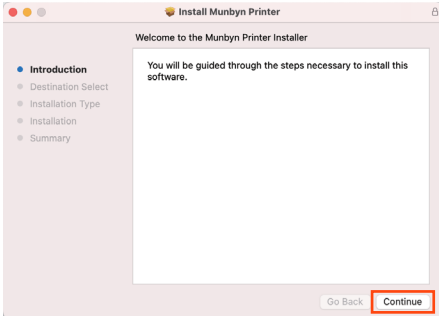 Install Munbyn Printer
Welcome to the Munbyn Printer Installer
Introduction
Destination Select
Installation Type
Installation
Summary
You will be guided through the steps necessary to install this
software.
Go Back
Continue